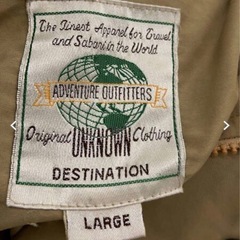 The Finest Apparel for Travel
and Safari in the World
ADVENTURE OUTFITTERS
Original UNKNOWN Clothing
DESTINATION
LARGE